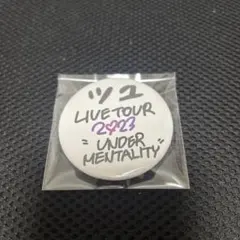 ツユ
LIVE TOUR
2023
"UNDER
MENTALITY"